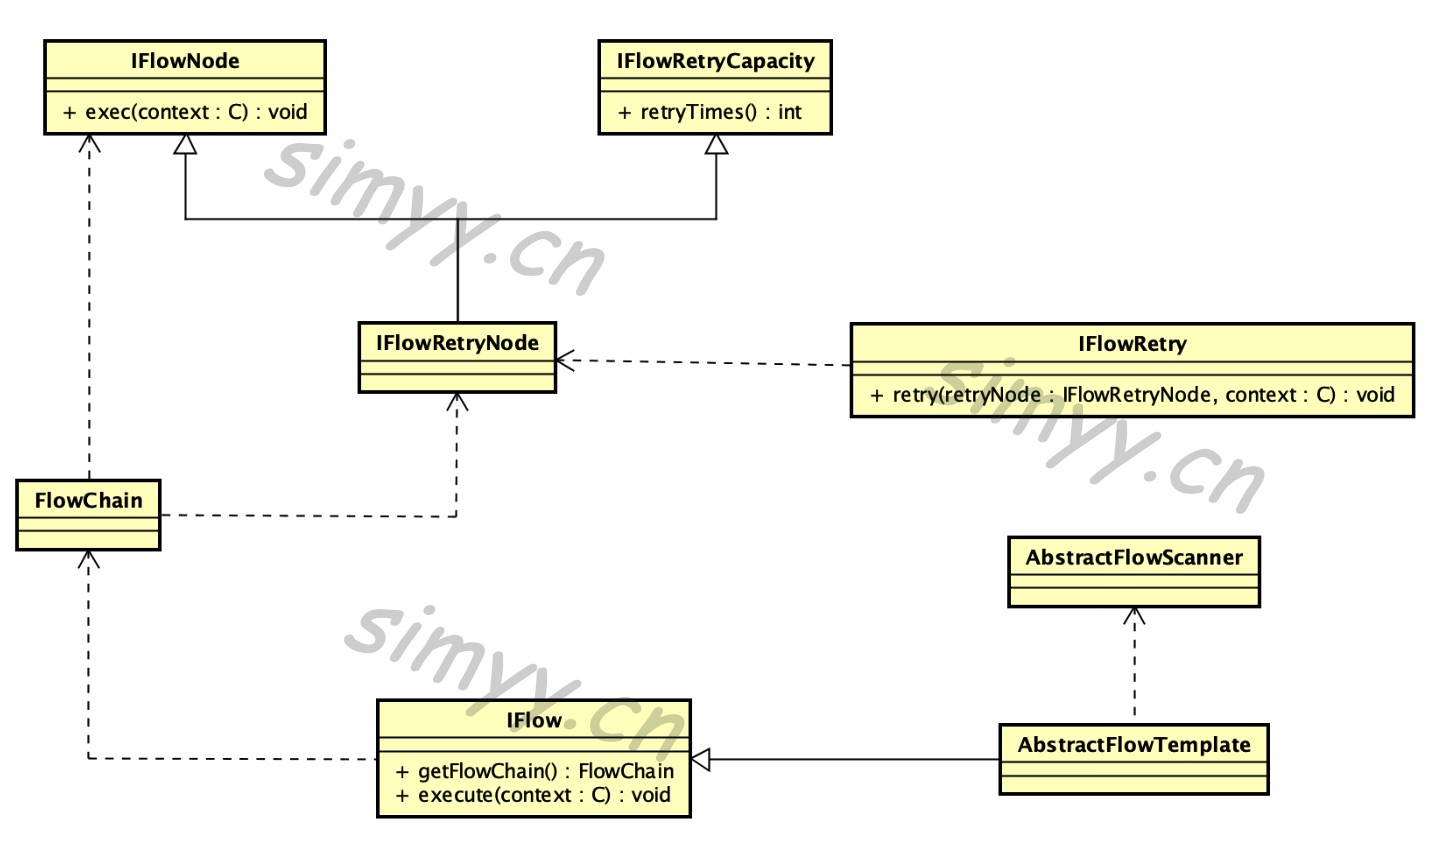 IFlowNode
+ exec(context : C) : void
IFlowRetryCapacity
+ retryTimes() : int
simyy.cn
IFlowRetryNode
IFlowRetry
+ retry(retryNode : IFlowRetryNode, context : C) : void
simyy.cn
FlowChain
AbstractFlowScanner
simyy.cn
IFlow
+ getFlowChain() : FlowChain
+ execute(context : C) : void
AbstractFlowTemplate